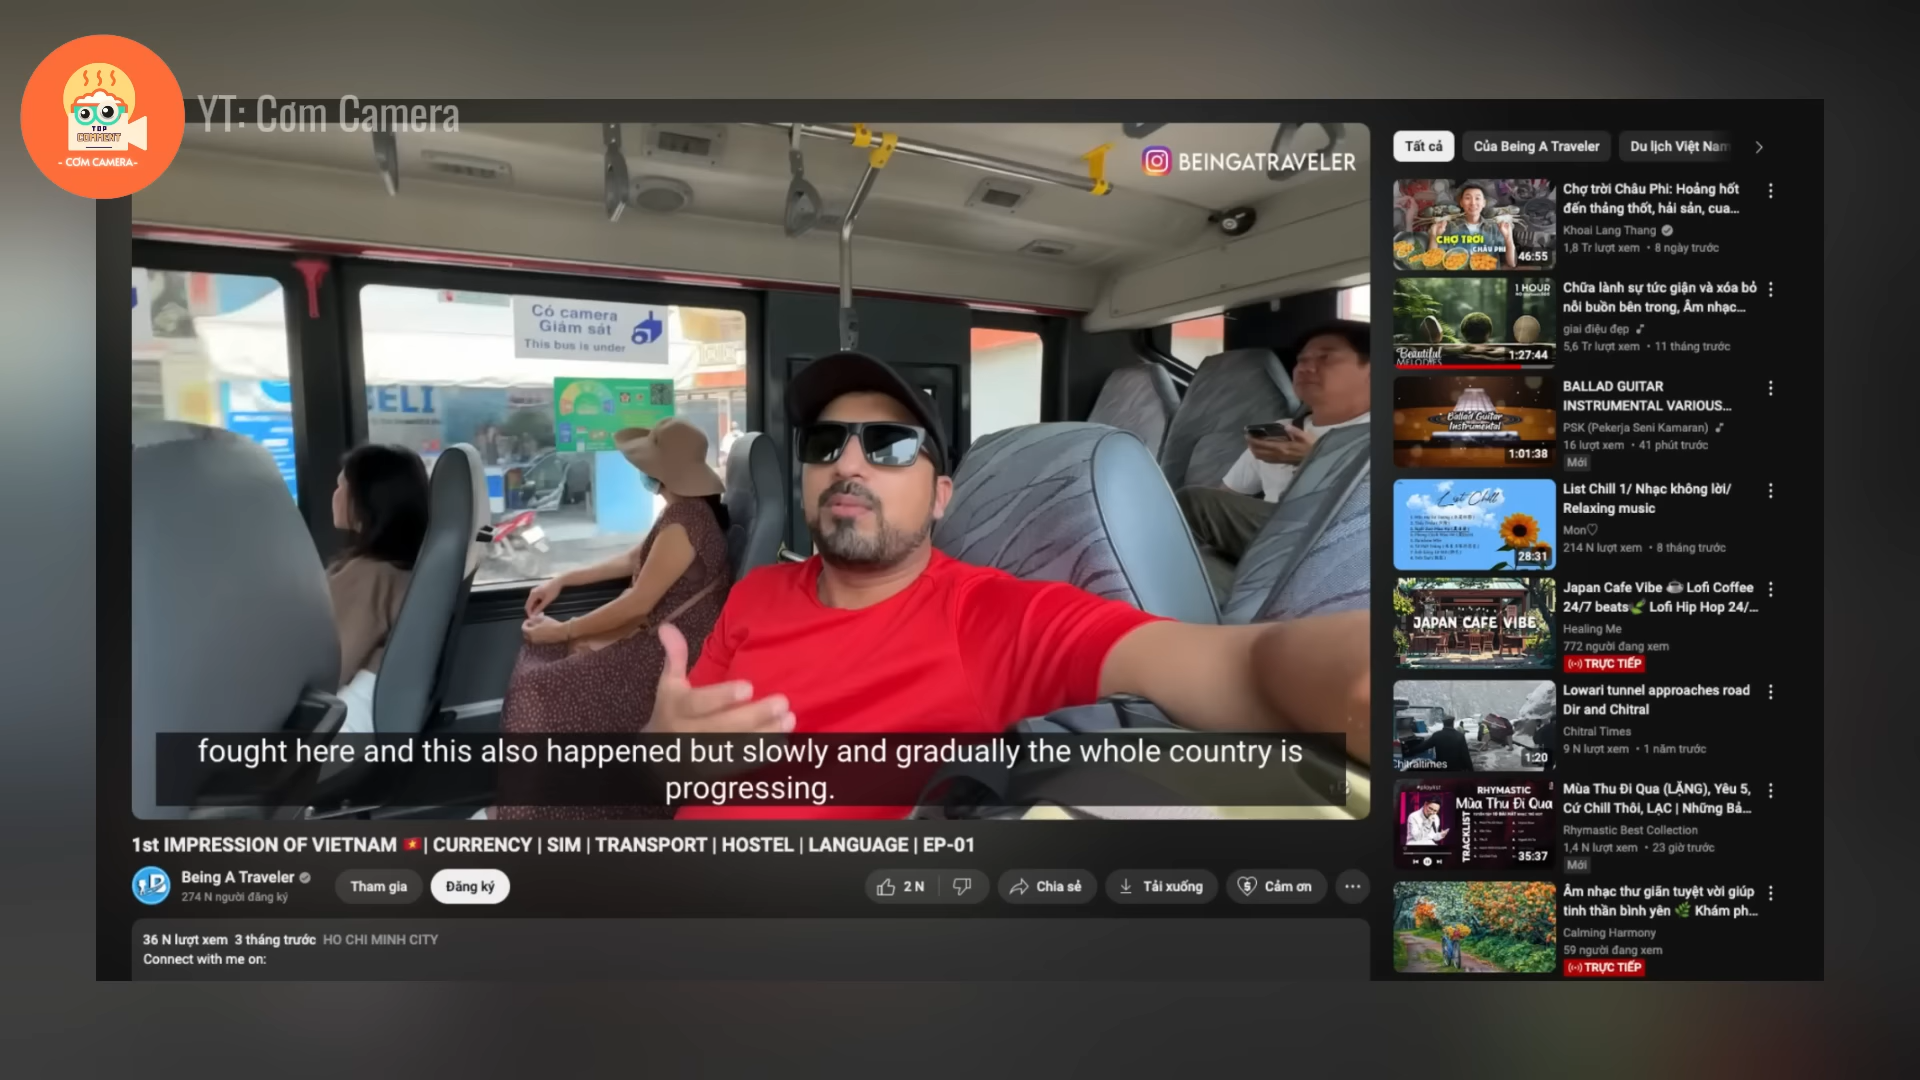 TOP
COMMENT
- CƠM CAMERA-
YT: Cơm Camera
BEINGATRAVELER
Có camera
Giám sát
This bus is under
fought here and this also happened but slowly and gradually the whole country is
progressing.
1st IMPRESSION OF VIETNAM 🇻🇳 | CURRENCY | SIM | TRANSPORT | HOSTEL | LANGUAGE | EP-01
Being A Traveler
274 N người đăng ký
Tham gia
Đăng ký
2 N
Chia sẻ
Tải xuống
Cảm ơn
36 N lượt xem 3 tháng trước HO CHI MINH CITY
Connect with me on:
Tất cả
Của Being A Traveler
Du lịch Việt Nam
CHỢ TRỜI
CHÂU PHI
46:55
Chợ trời Châu Phi: Hoảng hốt
đến thảng thốt, hải sản, cua...
Khoai Lang Thang
1,8 Tr lượt xem • 8 ngày trước
1 HOUR
Beautiful
MELODIES
1:27:44
Chữa lành sự tức giận và xóa bỏ
nỗi buồn bên trong, Âm nhạc...
giai điệu đẹp
5,6 Tr lượt xem • 11 tháng trước
Ballad Guitar
Instrumental
1:01:38
BALLAD GUITAR
INSTRUMENTAL VARIOUS...
PSK (Pekerja Seni Kamaran)
16 lượt xem • 41 phút trước
Mới
List Chill
28:31
List Chill 1/ Nhạc không lời/
Relaxing music
Mon♡
214 N lượt xem • 8 tháng trước
JAPAN CAFE VIBE
Japan Cafe Vibe ☕ Lofi Coffee
24/7 beats🌿 Lofi Hip Hop 24/...
Healing Me
772 người đang xem
TRỰC TIẾP
Chitraltimes
1:20
Lowari tunnel approaches road
Dir and Chitral
Chitral Times
9 N lượt xem • 1 năm trước
RHYMASTIC
Mùa Thu Đi Qua
TRACKLIST
35:37
Mùa Thu Đi Qua (LẶNG), Yêu 5,
Cứ Chill Thôi, LẠC | Những Bả...
Rhymastic Best Collection
1,4 N lượt xem • 23 giờ trước
Mới
Âm nhạc thư giãn tuyệt vời giúp
tinh thần bình yên 🌿 Khám ph...
Calming Harmony
59 người đang xem
TRỰC TIẾP